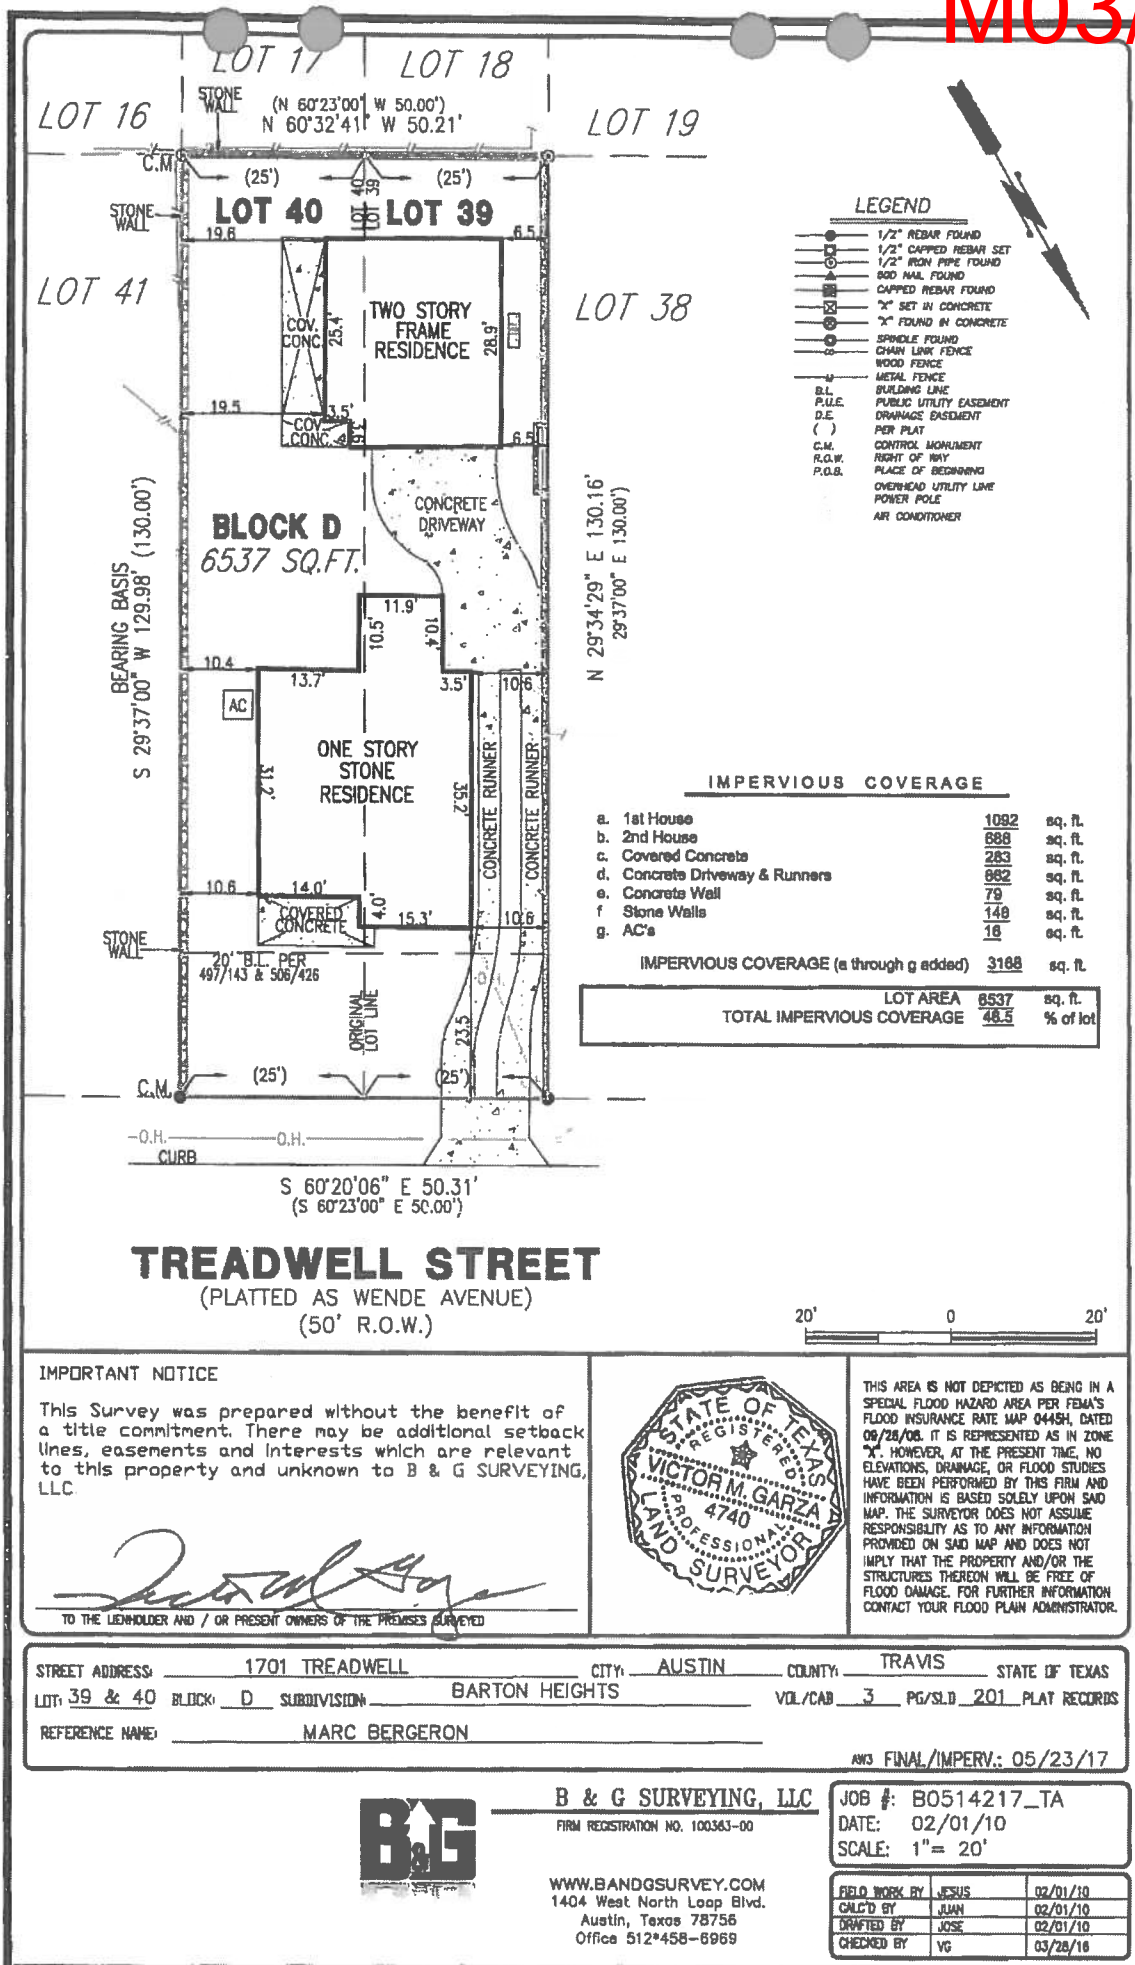 M03
LOT 17
LOT 18
STONE
WALL
(N 60°23'00" W 50.00')
N 60°32'41" W 50.21'
LOT 16
LOT 19
C.M.
(25')
(25')
LOT 40
LOT 39
STONE
WALL
LOT 40
LOT 39
19.6
6.5
LOT 41
LOT 38
COV.
CONC.
25.4'
TWO STORY
FRAME
RESIDENCE
28.9'
19.5
3.5'
COV.
CONC.
3.6'
6.5
CONCRETE
DRIVEWAY
BLOCK D
6537 SQ.FT.
BEARING BASIS
S 29°37'00" W 129.98' (130.00')
N 29°34'29" E 130.16'
29°37'00" E 130.00')
11.9'
10.5'
10.4'
10.4
13.7'
3.5'
10.6
AC
ONE STORY
STONE
RESIDENCE
31.2'
35.2'
CONCRETE RUNNER
CONCRETE RUNNER
10.6
14.0'
4.0'
COVERED
CONCRETE
15.3'
10.6
STONE
WALL
20' B.L. PER
497/143 & 506/426
O.H.
ORIGINAL
LOT LINE
23.5
C.M.
(25')
(25')
-O.H.
O.H.
CURB
S 60°20'06" E 50.31'
(S 60°23'00" E 50.00')
TREADWELL STREET
(PLATTED AS WENDE AVENUE)
(50' R.O.W.)
LEGEND
1/2" REBAR FOUND
1/2" CAPPED REBAR SET
1/2" IRON PIPE FOUND
60D NAIL FOUND
CAPPED REBAR FOUND
"X" SET IN CONCRETE
"X" FOUND IN CONCRETE
SPINDLE FOUND
CHAIN LINK FENCE
WOOD FENCE
METAL FENCE
B.L. BUILDING LINE
P.U.E. PUBLIC UTILITY EASEMENT
D.E. DRAINAGE EASEMENT
( ) PER PLAT
C.M. CONTROL MONUMENT
R.O.W. RIGHT OF WAY
P.O.B. PLACE OF BEGINNING
OVERHEAD UTILITY LINE
POWER POLE
AIR CONDITIONER
IMPERVIOUS COVERAGE
a. 1st House 1092 sq. ft.
b. 2nd House 688 sq. ft.
c. Covered Concrete 283 sq. ft.
d. Concrete Driveway & Runners 862 sq. ft.
e. Concrete Wall 79 sq. ft.
f Stone Walls 148 sq. ft.
g. AC's 16 sq. ft.
IMPERVIOUS COVERAGE (a through g added) 3168 sq. ft.
LOT AREA 6537 sq. ft.
TOTAL IMPERVIOUS COVERAGE 48.5 % of lot
20' 0 20'
IMPORTANT NOTICE
This Survey was prepared without the benefit of
a title commitment. There may be additional setback
lines, easements and interests which are relevant
to this property and unknown to B & G SURVEYING,
LLC
TO THE LIENHOLDER AND / OR PRESENT OWNERS OF THE PREMISES SURVEYED
STATE OF TEXAS
REGISTERED
VICTOR M. GARZA
4740
PROFESSIONAL
LAND SURVEYOR
THIS AREA IS NOT DEPICTED AS BEING IN A
SPECIAL FLOOD HAZARD AREA PER FEMA'S
FLOOD INSURANCE RATE MAP 0445H, DATED
09/26/08. IT IS REPRESENTED AS IN ZONE
"X". HOWEVER, AT THE PRESENT TIME, NO
ELEVATIONS, DRAINAGE, OR FLOOD STUDIES
HAVE BEEN PERFORMED BY THIS FIRM AND
INFORMATION IS BASED SOLELY UPON SAID
MAP. THE SURVEYOR DOES NOT ASSUME
RESPONSIBILITY AS TO ANY INFORMATION
PROVIDED ON SAID MAP AND DOES NOT
IMPLY THAT THE PROPERTY AND/OR THE
STRUCTURES THEREON WILL BE FREE OF
FLOOD DAMAGE. FOR FURTHER INFORMATION
CONTACT YOUR FLOOD PLAIN ADMINISTRATOR.
STREET ADDRESS: 1701 TREADWELL CITY: AUSTIN COUNTY: TRAVIS STATE OF TEXAS
LOT: 39 & 40 BLOCK: D SUBDIVISION: BARTON HEIGHTS VOL/CAB 3 PG/SLD 201 PLAT RECORDS
REFERENCE NAME: MARC BERGERON
AW3 FINAL/IMPERV.: 05/23/17
B&G
B & G SURVEYING, LLC
FIRM REGISTRATION NO. 100363-00
WWW.BANDGSURVEY.COM
1404 West North Loop Blvd.
Austin, Texas 78756
Office 512*458-6969
JOB #: B0514217_TA
DATE: 02/01/10
SCALE: 1"= 20'
FIELD WORK BY JESUS 02/01/10
CALC'D BY JUAN 02/01/10
DRAFTED BY JOSE 02/01/10
CHECKED BY VG 03/28/16